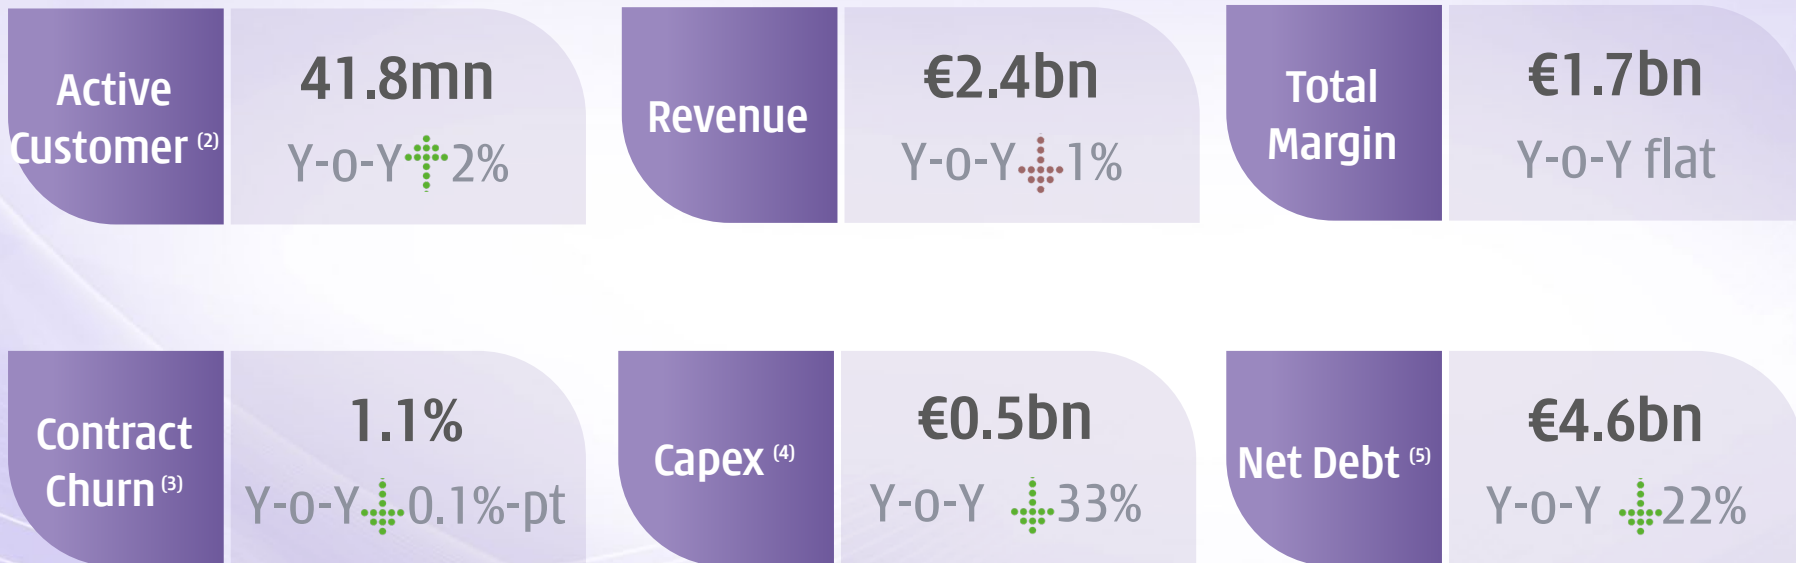 Active
Customer (2)
41.8mn
Y-o-Y 2%
Revenue
€2.4bn
Y-o-Y 1%
Total
Margin
€1.7bn
Y-o-Y flat
Contract
Churn (3)
1.1%
Y-o-Y 0.1%-pt
Capex (4)
€0.5bn
Y-o-Y 33%
Net Debt (5)
€4.6bn
Y-o-Y 22%